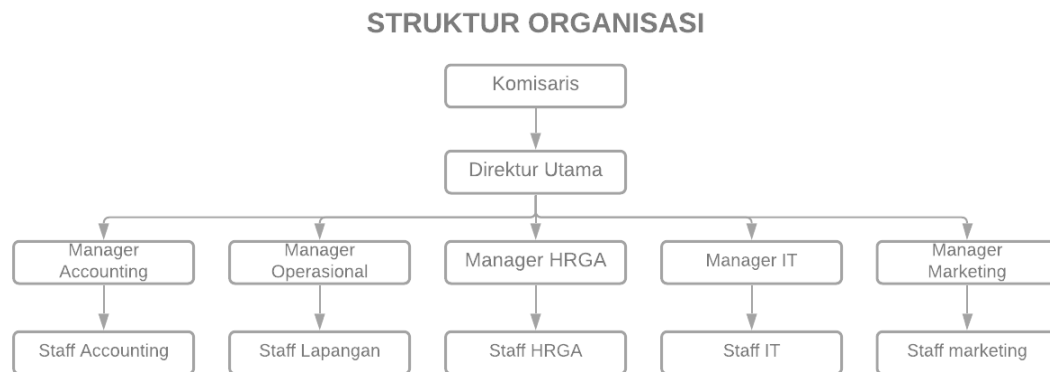 STRUKTUR ORGANISASI
Komisaris
Direktur Utama
Manager
Accounting
Manager
Operasional
Manager HRGA
Manager IT
Manager
Marketing
Staff Accounting
Staff Lapangan
Staff HRGA
Staff IT
Staff marketing